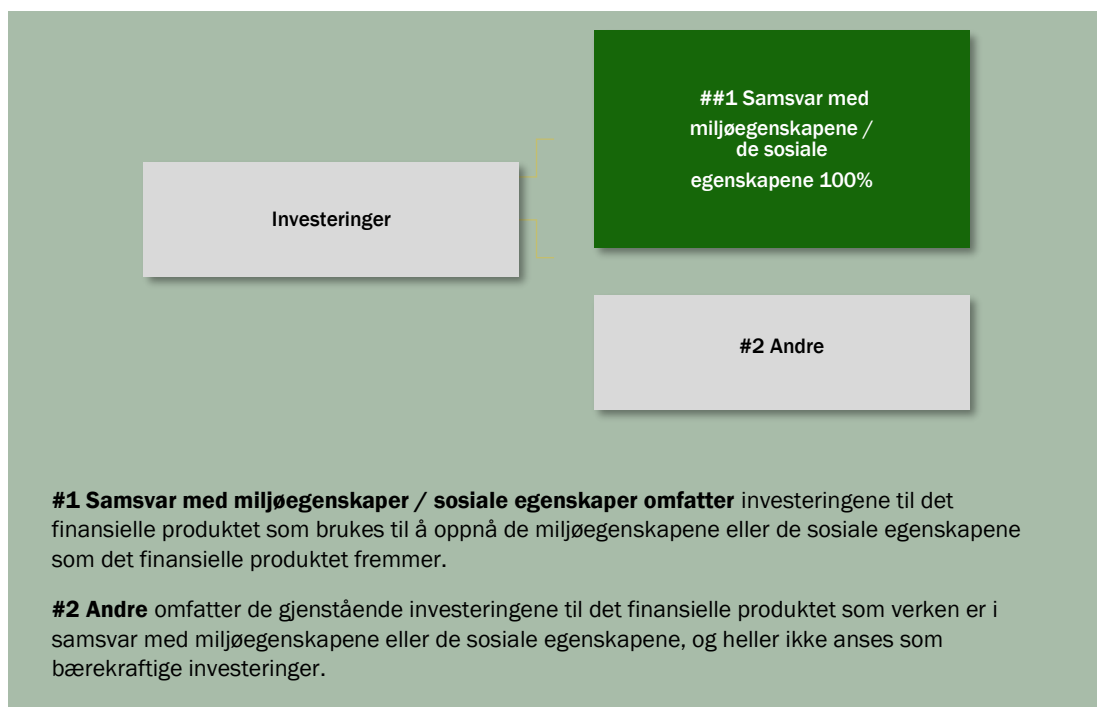 ##1 Samsvar med
miljøegenskapene /
de sosiale
egenskapene 100%
Investeringer
#2 Andre
#1 Samsvar med miljøegenskaper / sosiale egenskaper omfatter investeringene til det
finansielle produktet som brukes til å oppnå de miljøegenskapene eller de sosiale egenskapene
som det finansielle produktet fremmer.
#2 Andre omfatter de gjenstående investeringene til det finansielle produktet som verken er i
samsvar med miljøegenskapene eller de sosiale egenskapene, og heller ikke anses som
bærekraftige investeringer.